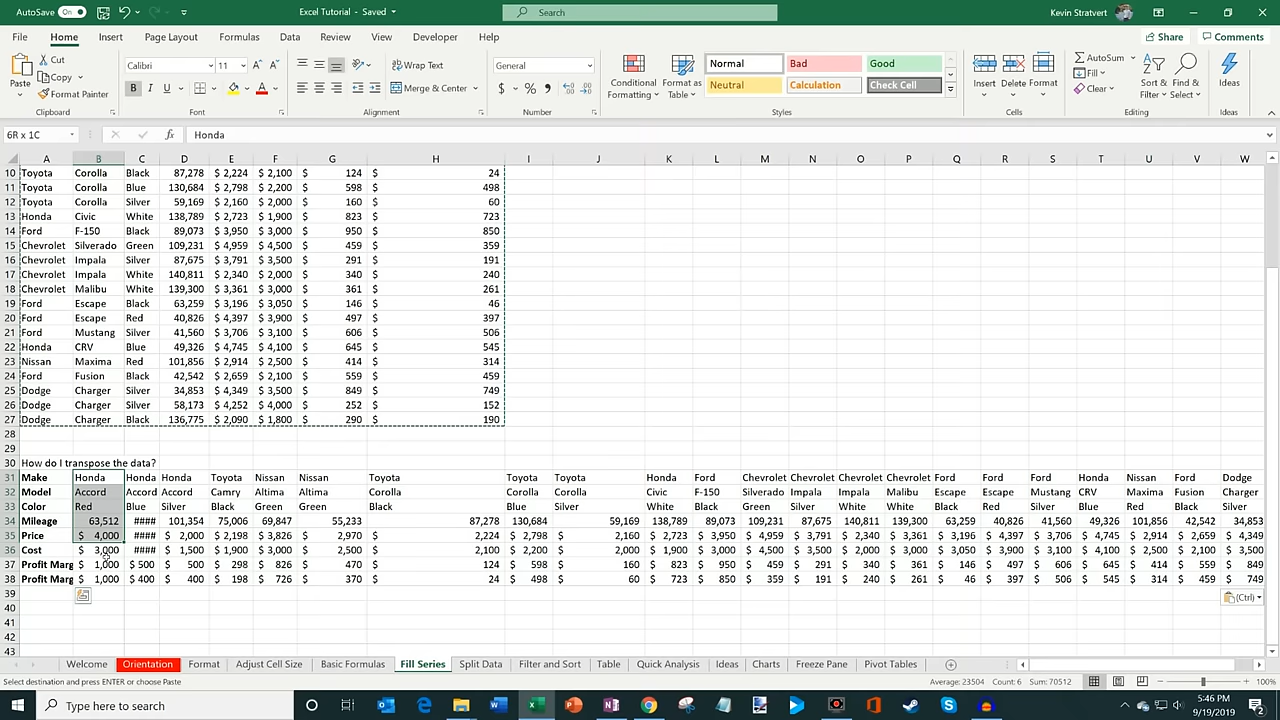 AutoSave On Excel Tutorial - Saved Search Kevin Stratvert
File Home Insert Page Layout Formulas Data Review View Developer Help Share Comments
Paste Cut Copy Format Painter Calibri 11 B I U Wrap Text Merge & Center General $ % Conditional Formatting Format as Table Normal Bad Good Neutral Calculation Check Cell Insert Delete Format AutoSum Fill Clear Sort & Filter Find & Select Ideas
Clipboard Font Alignment Number Styles Cells Editing Ideas
6R x 1C fx Honda
A B C D E F G H I J K L M N O P Q R S T U V W
10 Toyota Corolla Black 87,278 $ 2,224 $ 2,100 $ 124 $ 24
11 Toyota Corolla Blue 130,684 $ 2,798 $ 2,200 $ 598 $ 498
12 Toyota Corolla Silver 59,169 $ 2,160 $ 2,000 $ 160 $ 60
13 Honda Civic White 138,789 $ 2,723 $ 1,900 $ 823 $ 723
14 Ford F-150 Black 89,073 $ 3,950 $ 3,000 $ 950 $ 850
15 Chevrolet Silverado Green 109,231 $ 4,959 $ 4,500 $ 459 $ 359
16 Chevrolet Impala Silver 87,675 $ 3,791 $ 3,500 $ 291 $ 191
17 Chevrolet Impala White 140,811 $ 2,340 $ 2,000 $ 340 $ 240
18 Chevrolet Malibu White 139,300 $ 3,361 $ 3,000 $ 361 $ 261
19 Ford Escape Black 63,259 $ 3,196 $ 3,050 $ 146 $ 46
20 Ford Escape Red 40,826 $ 4,397 $ 3,900 $ 497 $ 397
21 Ford Mustang Silver 41,560 $ 3,706 $ 3,100 $ 606 $ 506
22 Honda CRV Blue 49,326 $ 4,745 $ 4,100 $ 645 $ 545
23 Nissan Maxima Red 101,856 $ 2,914 $ 2,500 $ 414 $ 314
24 Ford Fusion Black 42,542 $ 2,659 $ 2,100 $ 559 $ 459
25 Dodge Charger Silver 34,853 $ 4,349 $ 3,500 $ 849 $ 749
26 Dodge Charger Silver 58,173 $ 4,252 $ 4,000 $ 252 $ 152
27 Dodge Charger Black 136,775 $ 2,090 $ 1,800 $ 290 $ 190
28
29
30 How do I transpose the data?
31 Make Honda Honda Honda Toyota Nissan Nissan Toyota Toyota Toyota Honda Ford Chevrolet Chevrolet Chevrolet Chevrolet Ford Ford Ford Honda Nissan Ford Dodge
32 Model Accord Accord Accord Camry Altima Altima Corolla Corolla Corolla Civic F-150 Silverado Impala Impala Malibu Escape Escape Mustang CRV Maxima Fusion Charger
33 Color Red Blue Silver Black Green Green Black Blue Silver White Black Green Silver White White Black Red Silver Blue Red Black Silver
34 Mileage 63,512 #### 101,354 75,006 69,847 55,233 87,278 130,684 59,169 138,789 89,073 109,231 87,675 140,811 139,300 63,259 40,826 41,560 49,326 101,856 42,542 34,853
35 Price $ 4,000 #### $ 2,000 $ 2,198 $ 3,826 $ 2,970 $ 2,224 $ 2,798 $ 2,160 $ 2,723 $ 3,950 $ 4,959 $ 3,791 $ 2,340 $ 3,361 $ 3,196 $ 4,397 $ 3,706 $ 4,745 $ 2,914 $ 2,659 $ 4,349
36 Cost $ 3,000 #### $ 1,500 $ 1,900 $ 3,000 $ 2,500 $ 2,100 $ 2,200 $ 2,000 $ 1,900 $ 3,000 $ 4,500 $ 3,500 $ 2,000 $ 3,000 $ 3,050 $ 3,900 $ 3,100 $ 4,100 $ 2,500 $ 2,100 $ 3,500
37 Profit Marg $ 1,000 $ 500 $ 500 $ 298 $ 826 $ 470 $ 124 $ 598 $ 160 $ 823 $ 950 $ 459 $ 291 $ 340 $ 361 $ 146 $ 497 $ 606 $ 645 $ 414 $ 559 $ 849
38 Profit Marg $ 1,000 $ 400 $ 400 $ 198 $ 726 $ 370 $ 24 $ 498 $ 60 $ 723 $ 850 $ 359 $ 191 $ 240 $ 261 $ 46 $ 397 $ 506 $ 545 $ 314 $ 459 $ 749
39 (Ctrl)
40
41
42
43
Welcome Orientation Format Adjust Cell Size Basic Formulas Fill Series Split Data Filter and Sort Table Quick Analysis Ideas Charts Freeze Pane Pivot Tables
Select destination and press ENTER or choose Paste Average: 23504 Count: 6 Sum: 70512 100%
Type here to search 5:46 PM
9/19/2019